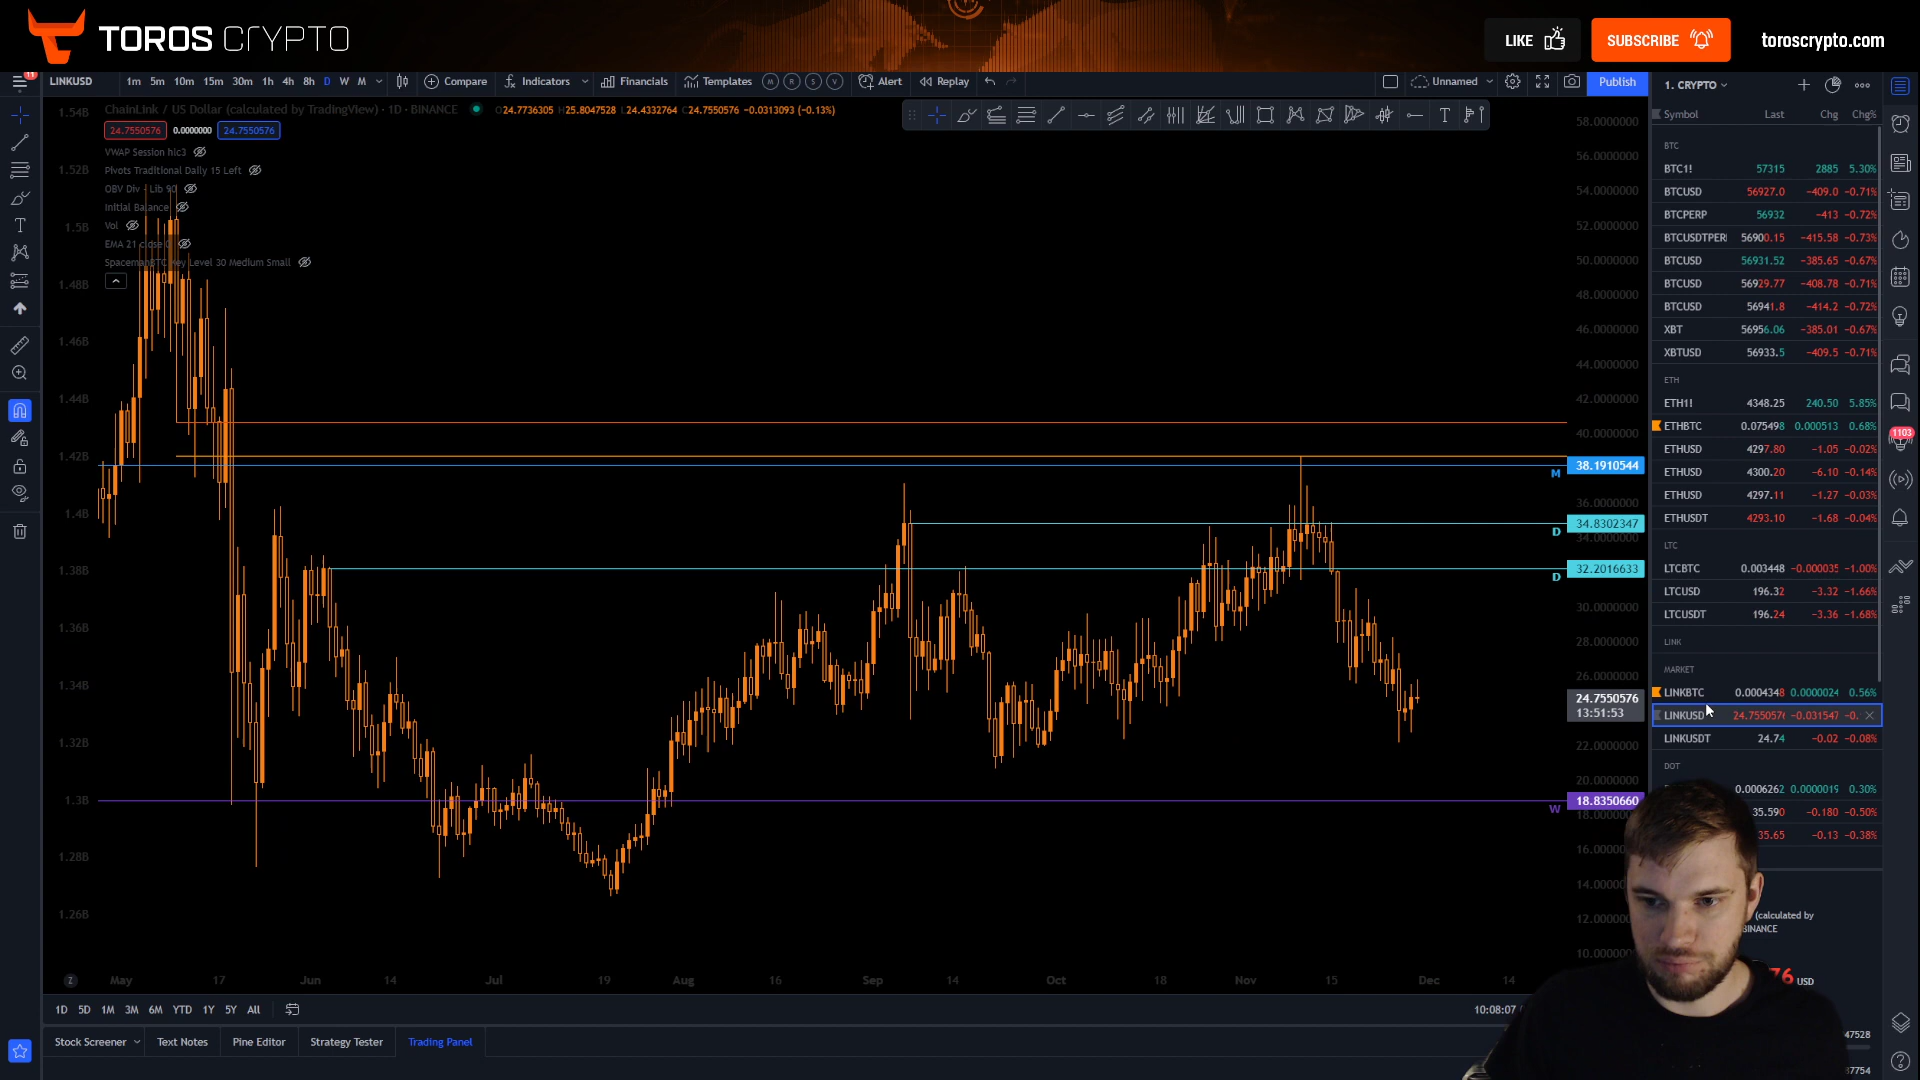 TOROS CRYPTO
LIKE
SUBSCRIBE
toroscrypto.com
11
LINKUSD
1m 5m 10m 15m 30m 1h 4h 8h D W M
Compare
Indicators
Financials
Templates
M R S V
Alert
Replay
Unnamed
Publish
1. CRYPTO
ChainLink / US Dollar (calculated by TradingView) · 1D · BINANCE
O24.7736305 H25.8047528 L24.4332764 C24.7550576 −0.0313093 (−0.13%)
24.7550576 0.0000000 24.7550576
VWAP Session hlc3
Pivots Traditional Daily 15 Left
OBV Div + Lib 90
Initial Balance
Vol
EMA 21 close 0
SpacemanBTC Key Level 30 Medium Small
1.54B
1.52B
1.5B
1.48B
1.46B
1.44B
1.42B
1.4B
1.38B
1.36B
1.34B
1.32B
1.3B
1.28B
1.26B
58.0000000
56.0000000
54.0000000
52.0000000
50.0000000
48.0000000
46.0000000
44.0000000
42.0000000
40.0000000
M 38.1910544
36.0000000
D 34.8302347
34.0000000
D 32.2016633
30.0000000
28.0000000
26.0000000
24.7550576
13:51:53
22.0000000
20.0000000
W 18.8350660
18.0000000
16.0000000
14.0000
12.0000
10.0000
Symbol Last Chg Chg%
BTC
BTC1! 57315 2885 5.30%
BTCUSD 56927.0 −409.0 −0.71%
BTCPERP 56932 −413 −0.72%
BTCUSDTPERI 56900.15 −415.58 −0.73%
BTCUSD 56931.52 −385.65 −0.67%
BTCUSD 56929.77 −408.78 −0.71%
BTCUSD 56941.8 −414.2 −0.72%
XBT 56956.06 −385.01 −0.67%
XBTUSD 56933.5 −409.5 −0.71%
ETH
ETH1! 4348.25 240.50 5.85%
ETHBTC 0.075498 0.000513 0.68%
ETHUSD 4297.80 −1.05 −0.02%
ETHUSD 4300.20 −6.10 −0.14%
ETHUSD 4297.11 −1.27 −0.03%
ETHUSDT 4293.10 −1.68 −0.04%
LTC
LTCBTC 0.003448 −0.000035 −1.00%
LTCUSD 196.32 −3.32 −1.66%
LTCUSDT 196.24 −3.36 −1.68%
LINK
MARKET
LINKBTC 0.0004348 0.0000024 0.56%
LINKUSD 24.7550576 −0.031547 −0.
LINKUSDT 24.74 −0.02 −0.08%
DOT
0.0006262 0.0000019 0.30%
35.590 −0.180 −0.50%
35.65 −0.13 −0.38%
(calculated by
BINANCE
76 USD
47528
87754
1103
Z May 17 Jun 14 Jul 19 Aug 16 Sep 14 Oct 18 Nov 15 Dec 14
1D 5D 1M 3M 6M YTD 1Y 5Y All
10:08:07
Stock Screener
Text Notes
Pine Editor
Strategy Tester
Trading Panel